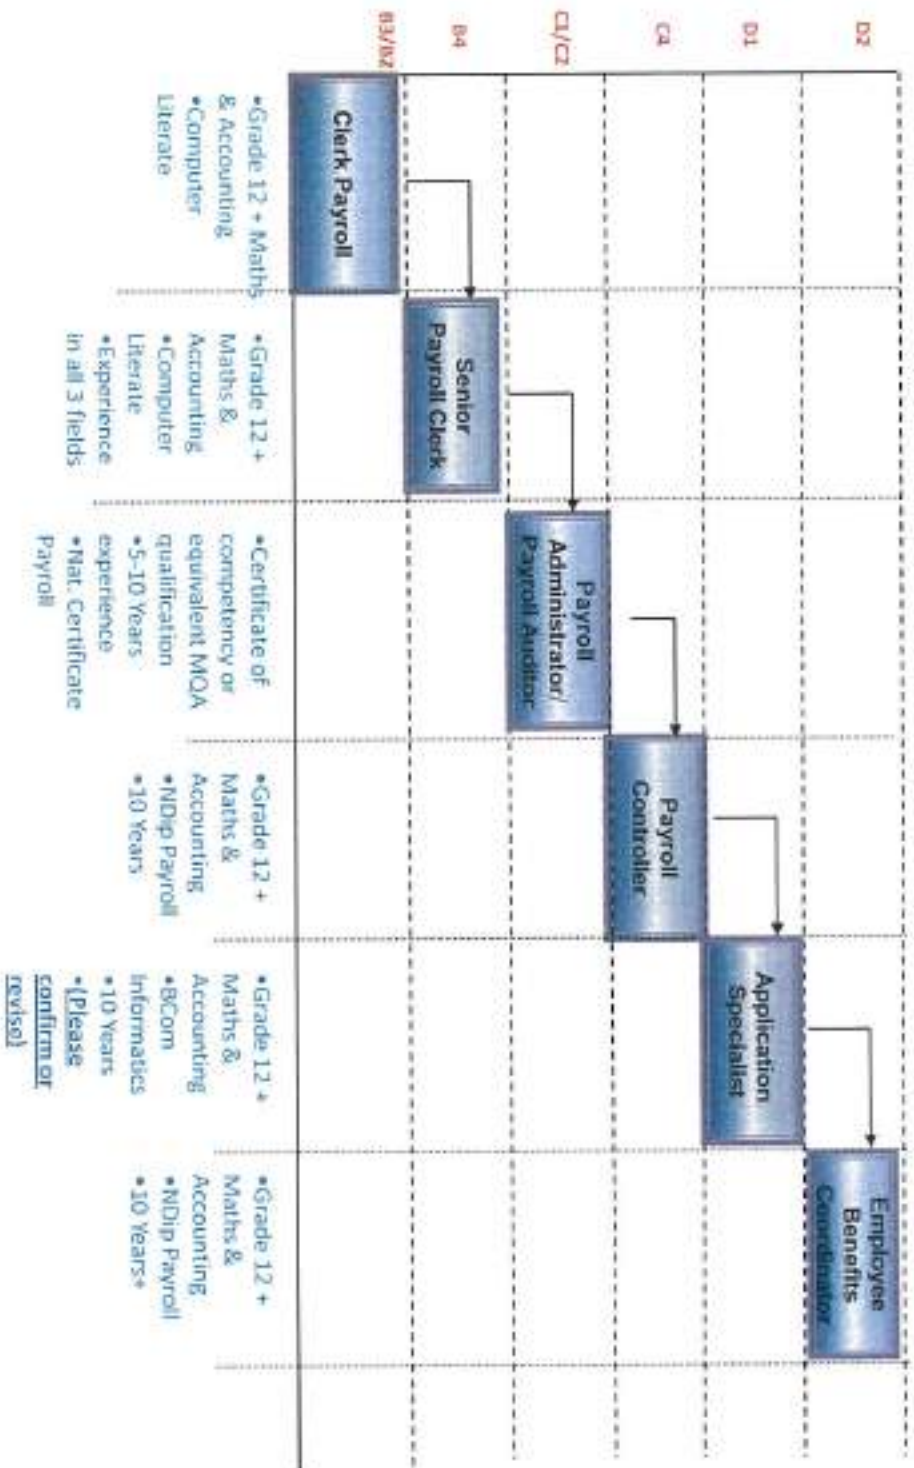 D2
D1
C4
C1/C2
B4
B3/B2
Clerk Payroll
Senior
Payroll Clerk
Payroll
Administrator/
Payroll Auditor
Payroll
Controller
Application
Specialist
Employee
Benefits
Coordinator
•Grade 12 + Maths
& Accounting
•Computer
Literate
•Grade 12 +
Maths &
Accounting
•Computer
Literate
•Experience
in all 3 fields
•Certificate of
competency or
equivalent MQA
qualification
•5-10 Years
experience
•Nat. Certificate
Payroll
•Grade 12 +
Maths &
Accounting
•NDip Payroll
•10 Years
•Grade 12 +
Maths &
Accounting
•BCom
Informatics
•10 Years
•(Please
confirm or
revise)
•Grade 12 +
Maths &
Accounting
•NDip Payroll
•10 Years+